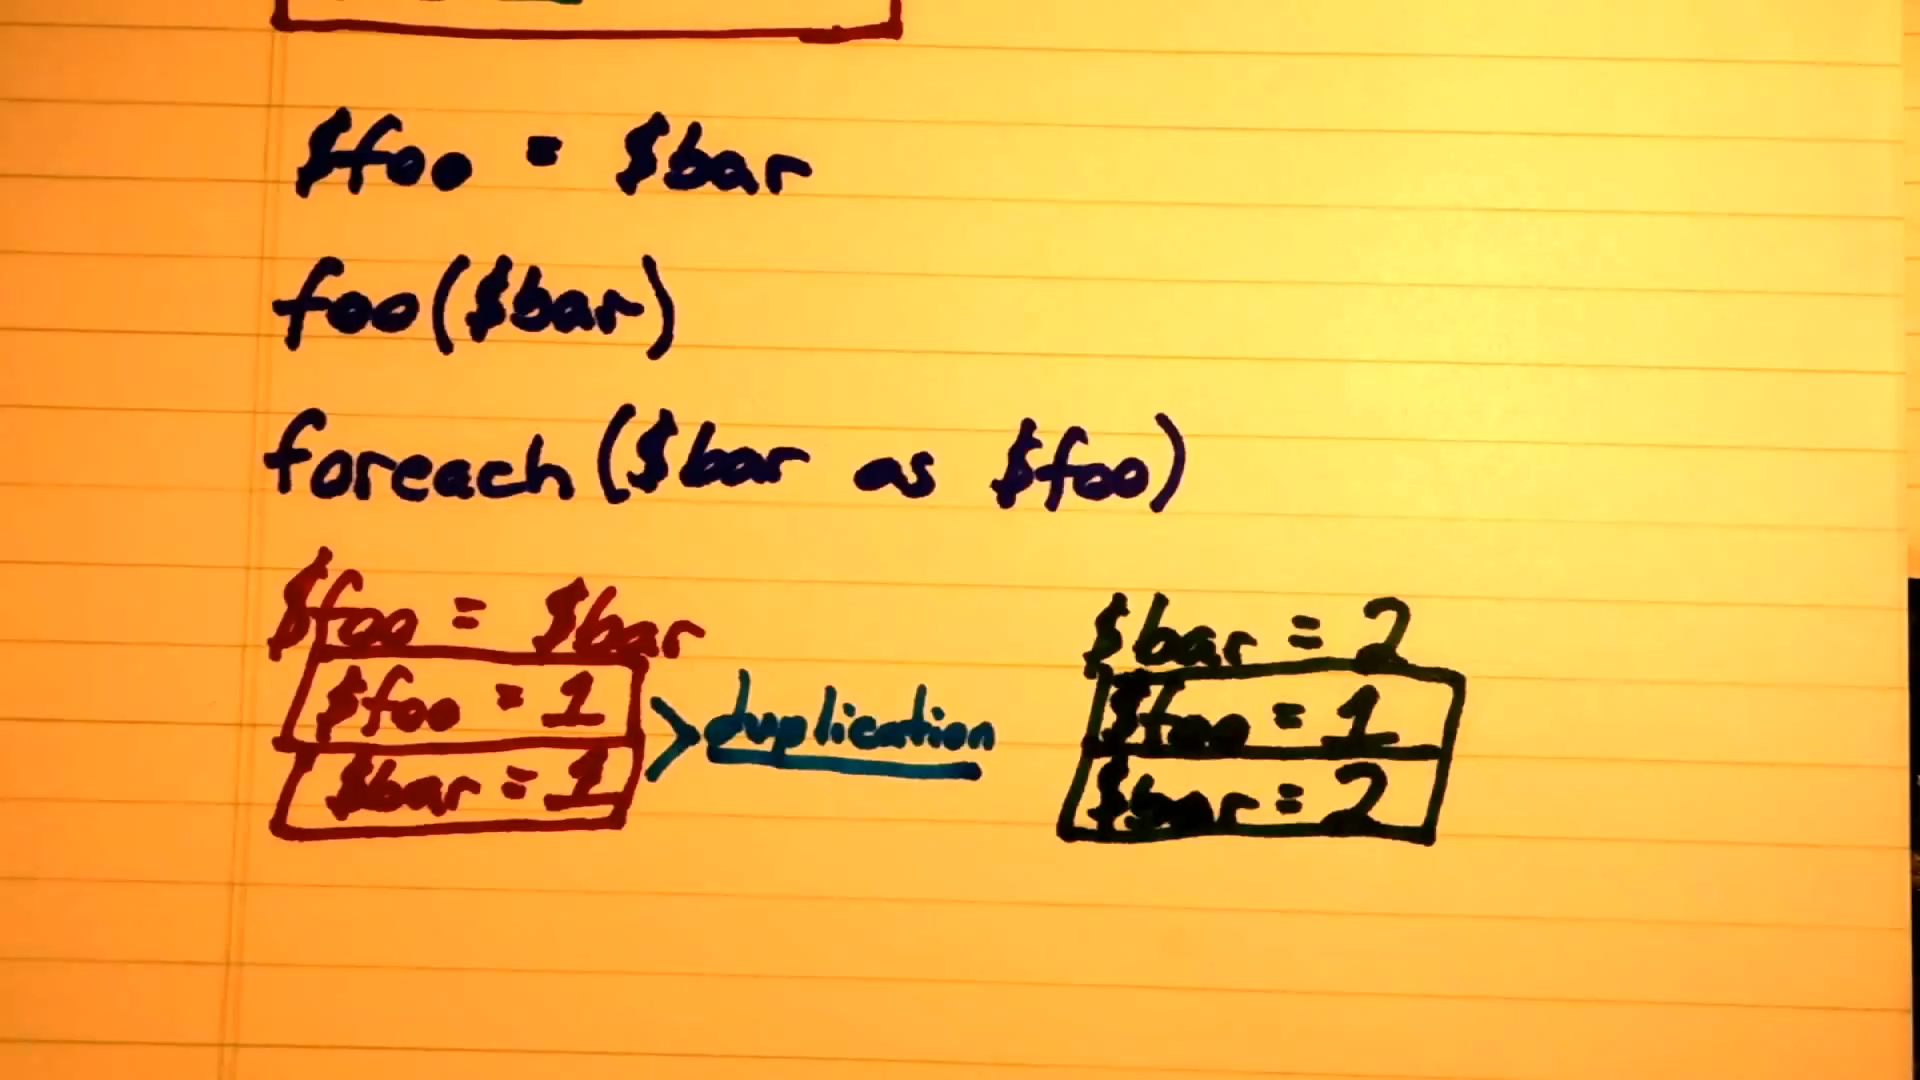 $foo = $bar
foo($bar)
foreach($bar as $foo)
$foo = $bar
$foo = 1
$bar = 1
duplication
$bar = 2
$foo = 1
$bar = 2